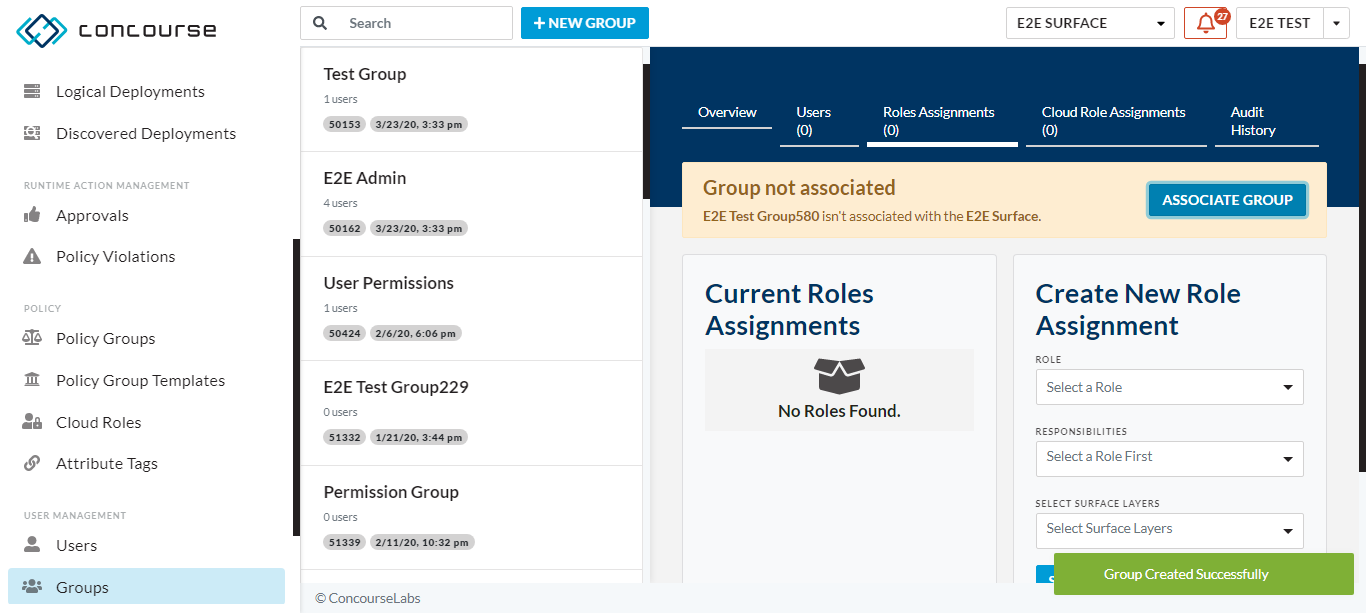 concourse
Search
+ NEW GROUP
E2E SURFACE
27
E2E TEST
Logical Deployments
Discovered Deployments
RUNTIME ACTION MANAGEMENT
Approvals
Policy Violations
POLICY
Policy Groups
Policy Group Templates
Cloud Roles
Attribute Tags
USER MANAGEMENT
Users
Groups
Test Group
1 users
50153 3/23/20, 3:33 pm
E2E Admin
4 users
50162 3/23/20, 3:33 pm
User Permissions
1 users
50424 2/6/20, 6:06 pm
E2E Test Group229
0 users
51332 1/21/20, 3:44 pm
Permission Group
0 users
51339 2/11/20, 10:32 pm
Overview
Users
(0)
Roles Assignments
(0)
Cloud Role Assignments
(0)
Audit
History
Group not associated
E2E Test Group580 isn't associated with the E2E Surface.
ASSOCIATE GROUP
Current Roles
Assignments
No Roles Found.
Create New Role
Assignment
ROLE
Select a Role
RESPONSIBILITIES
Select a Role First
SELECT SURFACE LAYERS
Select Surface Layers
Group Created Successfully
© ConcourseLabs